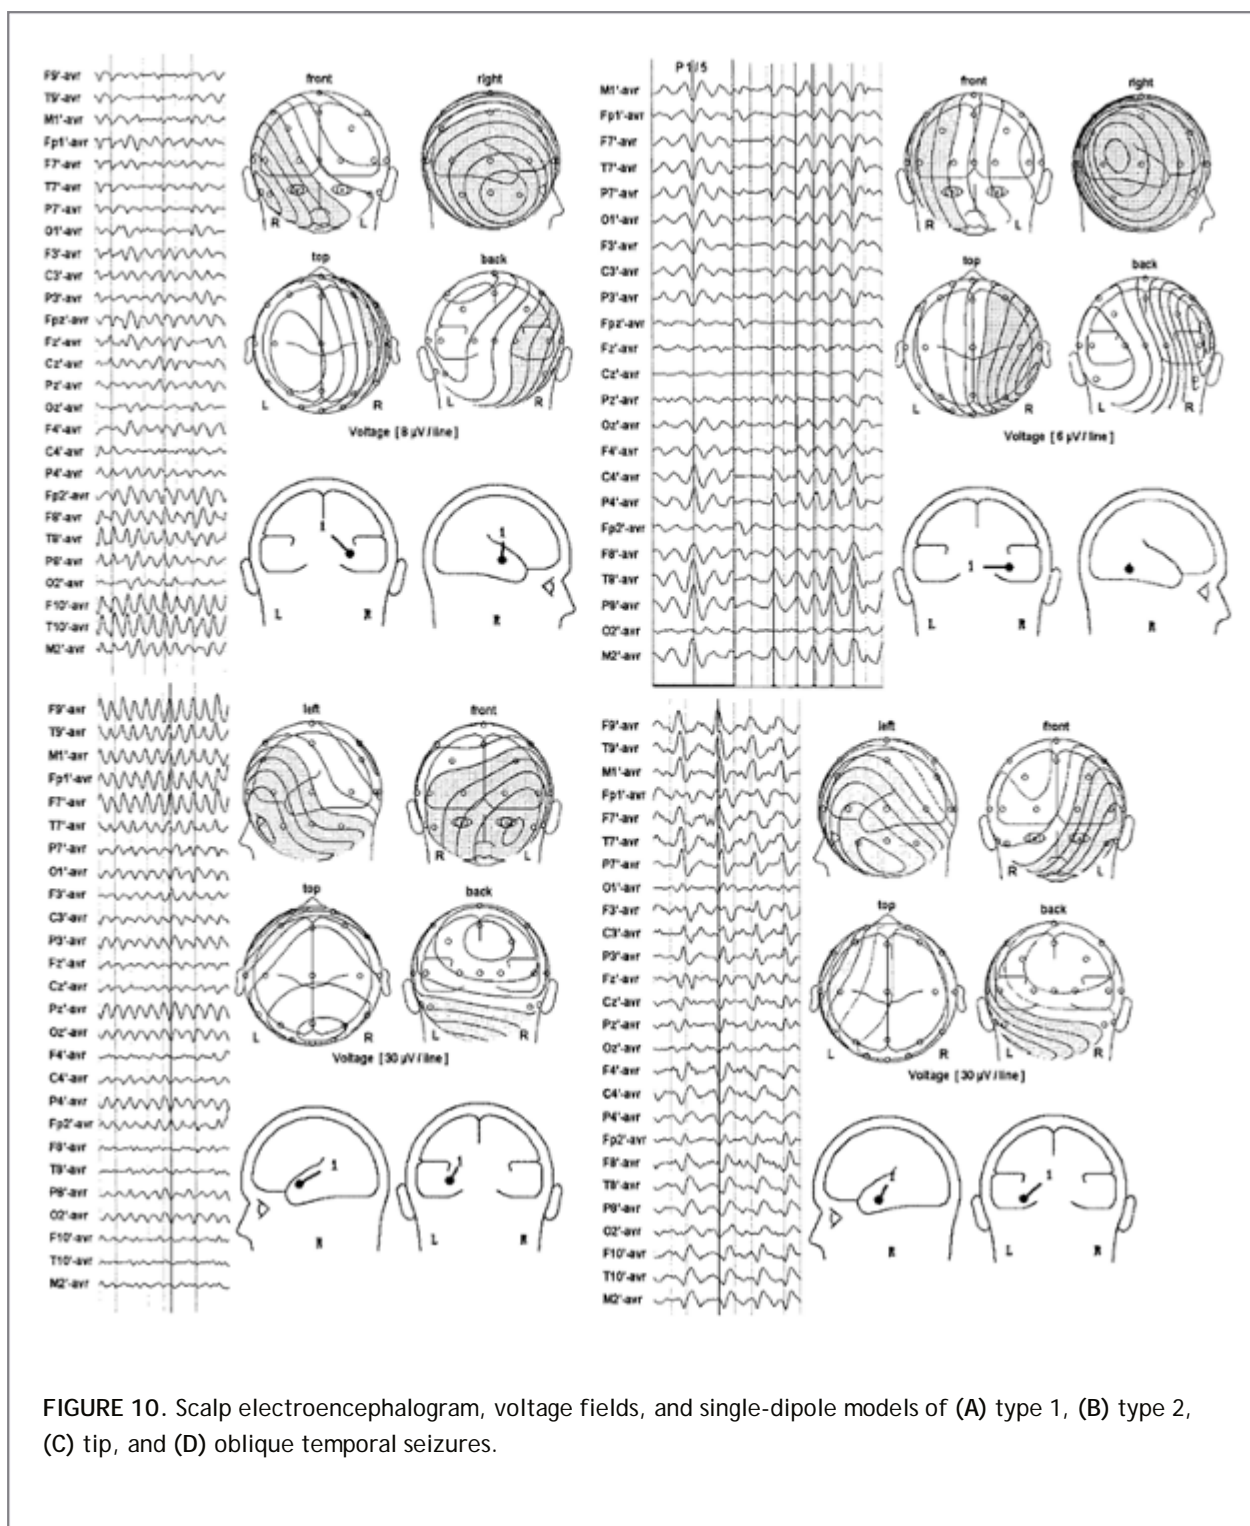 F9'-avr
T9'-avr
M1'-avr
Fp1'-avr
F7'-avr
T7'-avr
P7'-avr
O1'-avr
F3'-avr
C3'-avr
P3'-avr
Fpz'-avr
Fz'-avr
Cz'-avr
Pz'-avr
Oz'-avr
F4'-avr
C4'-avr
P4'-avr
Fp2'-avr
F8'-avr
T8'-avr
P8'-avr
O2'-avr
F10'-avr
T10'-avr
M2'-avr
front right
R L
top back
L R L R
Voltage [ 8 µV / line ]
1 1
L R R
P 1 / 5
M1'-avr
Fp1'-avr
F7'-avr
T7'-avr
P7'-avr
O1'-avr
F3'-avr
C3'-avr
P3'-avr
Fpz'-avr
Fz'-avr
Cz'-avr
Pz'-avr
Oz'-avr
F4'-avr
C4'-avr
P4'-avr
Fp2'-avr
F8'-avr
T8'-avr
P8'-avr
O2'-avr
M2'-avr
front right
R L
top back
L R L R
Voltage [ 6 µV / line ]
1
L R R
F9'-avr
T9'-avr
M1'-avr
Fp1'-avr
F7'-avr
T7'-avr
P7'-avr
O1'-avr
F3'-avr
C3'-avr
P3'-avr
Fz'-avr
Cz'-avr
Pz'-avr
Oz'-avr
F4'-avr
C4'-avr
P4'-avr
Fp2'-avr
F8'-avr
T8'-avr
P8'-avr
O2'-avr
F10'-avr
T10'-avr
M2'-avr
left front
R L
top back
L R L R
Voltage [ 30 µV / line ]
1 1
R L R
F9'-avr
T9'-avr
M1'-avr
Fp1'-avr
F7'-avr
T7'-avr
P7'-avr
O1'-avr
F3'-avr
C3'-avr
P3'-avr
Fz'-avr
Cz'-avr
Pz'-avr
Oz'-avr
F4'-avr
C4'-avr
P4'-avr
Fp2'-avr
F8'-avr
T8'-avr
P8'-avr
O2'-avr
F10'-avr
T10'-avr
M2'-avr
left front
R L
top back
L R L R
Voltage [ 30 µV / line ]
1 1
R L R
FIGURE 10. Scalp electroencephalogram, voltage fields, and single-dipole models of (A) type 1, (B) type 2,
(C) tip, and (D) oblique temporal seizures.